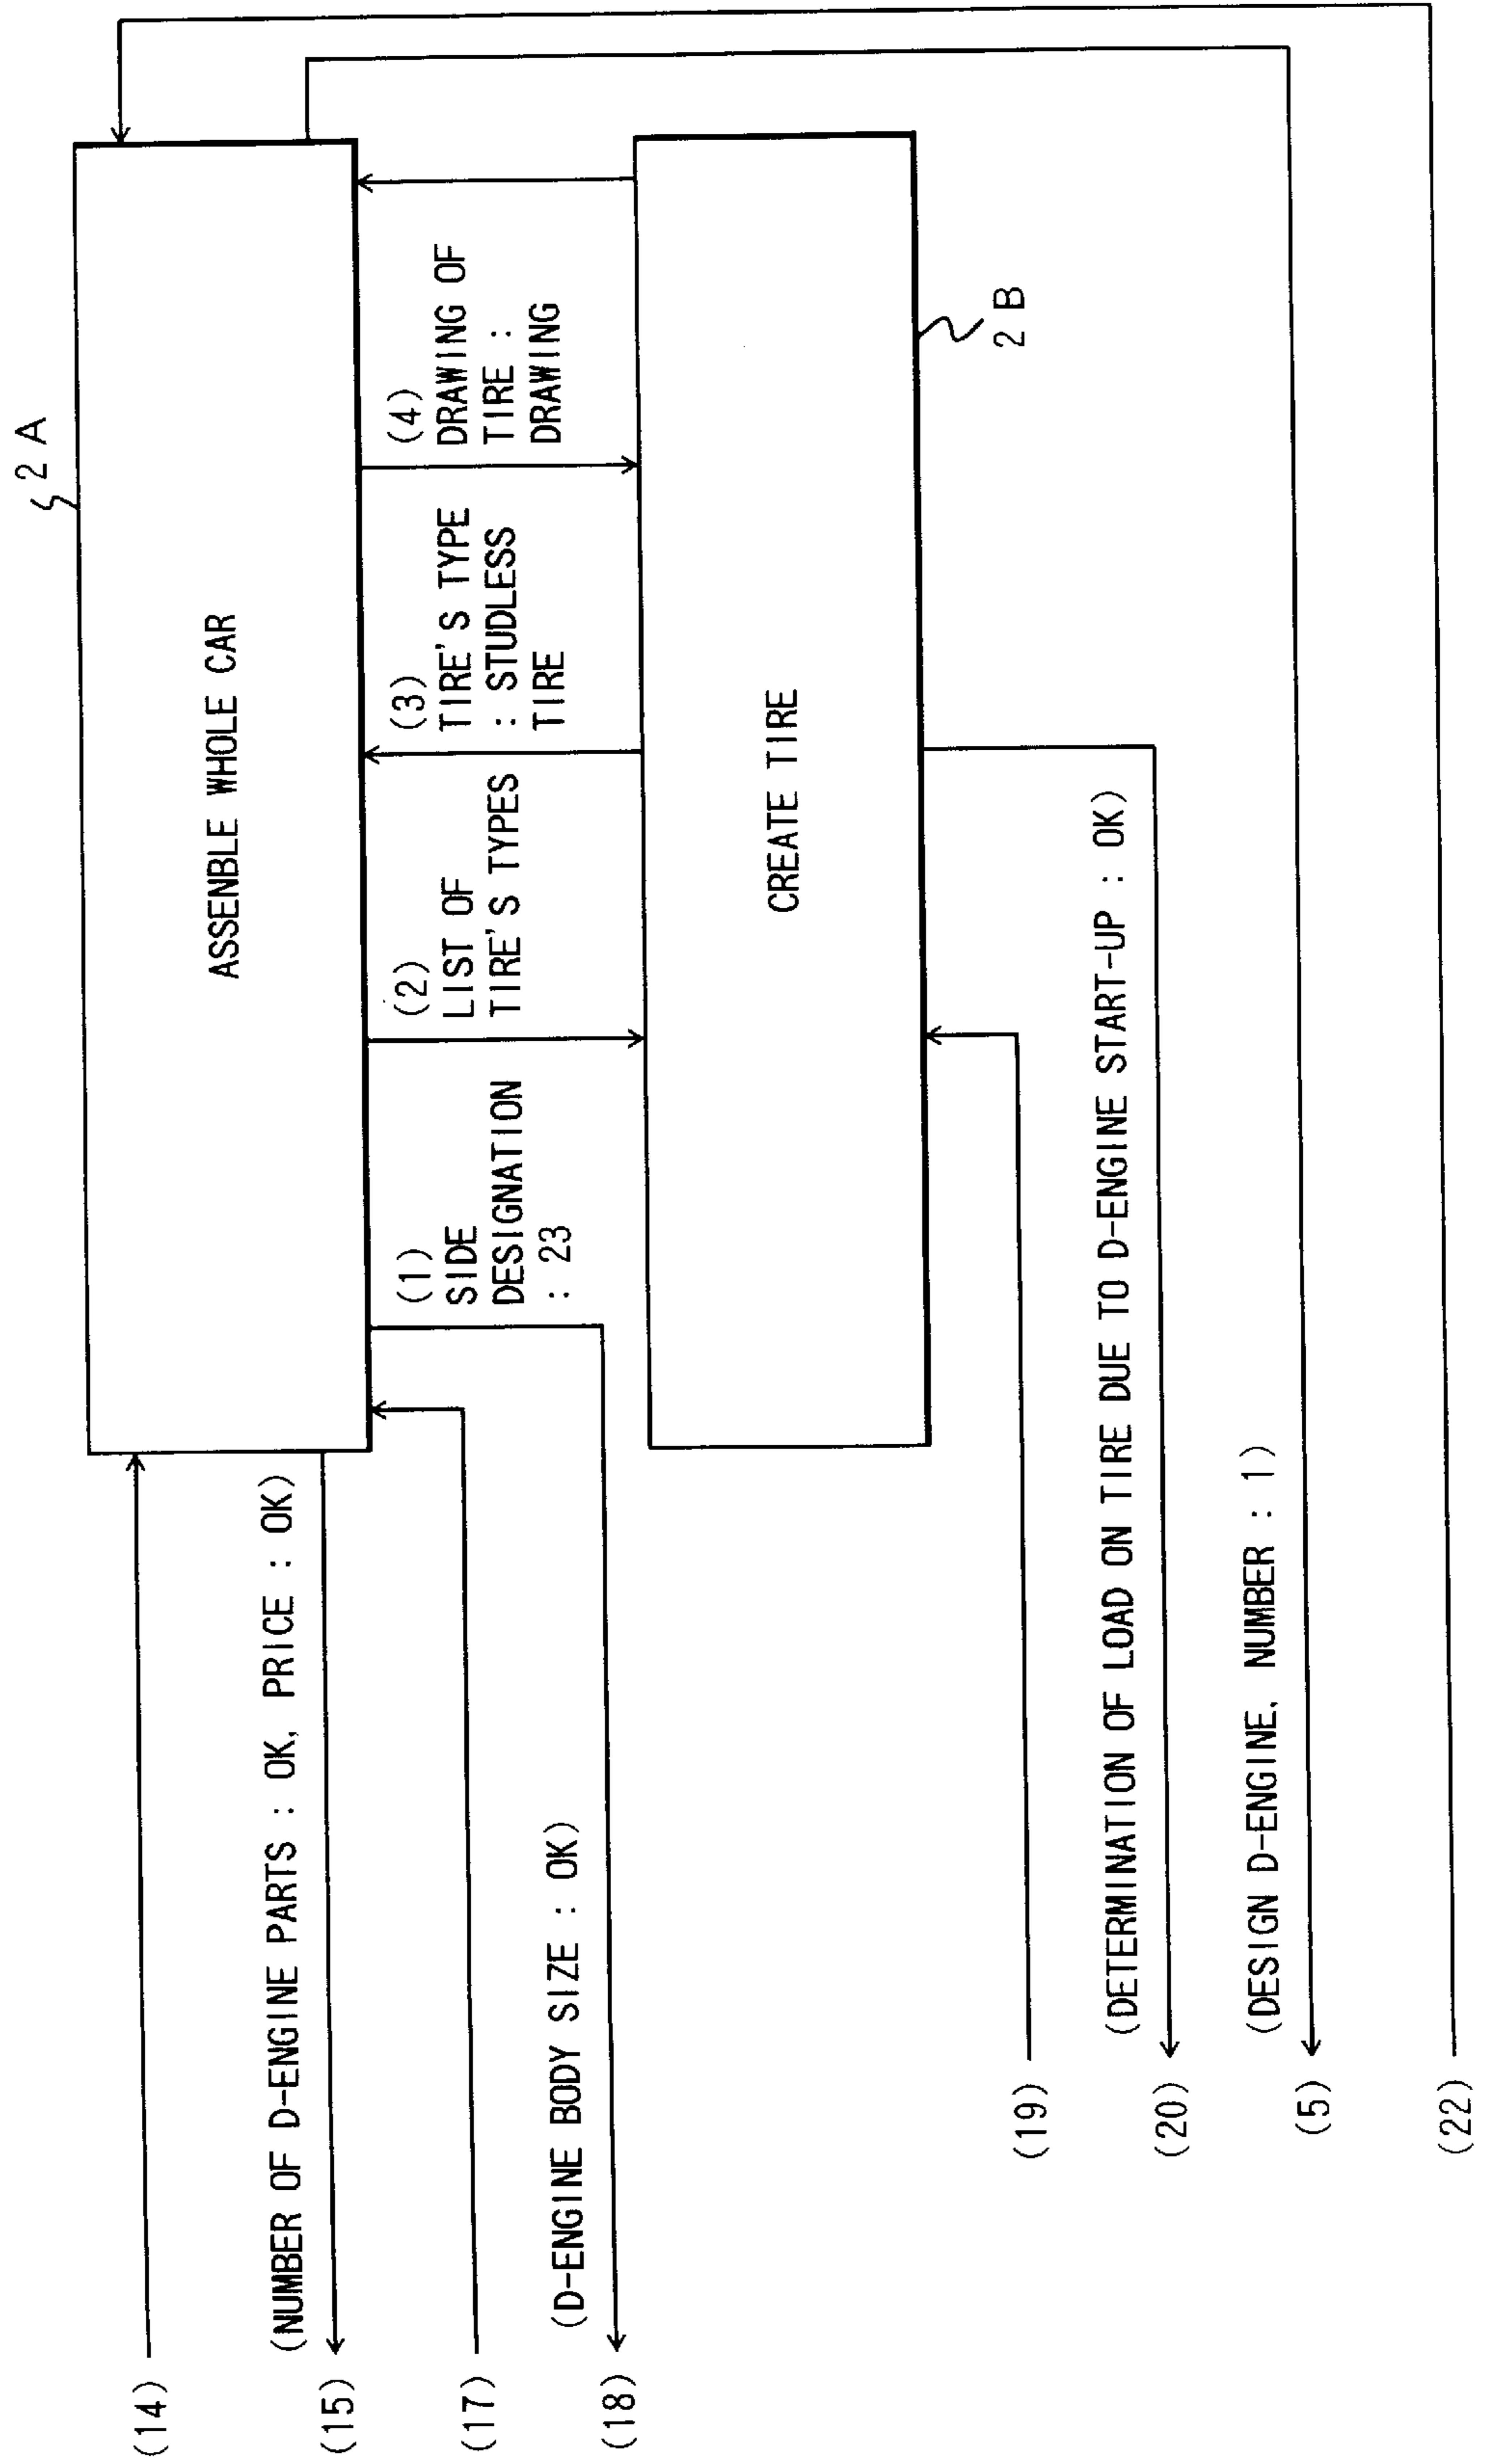 2 A
ASSENBLE WHOLE CAR
(1)
SIDE
DESIGNATION
: 23
(2)
LIST OF
TIRE'S TYPES
(3)
TIRE'S TYPE
: STUDLESS
TIRE
(4)
DRAWING OF
TIRE :
DRAWING
CREATE TIRE
2 B
(14)
(NUMBER OF D-ENGINE PARTS : OK, PRICE : OK)
(15)
(17)
(D-ENGINE BODY SIZE : OK)
(18)
(19)
(DETERMINATION OF LOAD ON TIRE DUE TO D-ENGINE START-UP : OK)
(20)
(DESIGN D-ENGINE, NUMBER : 1)
(5)
(22)